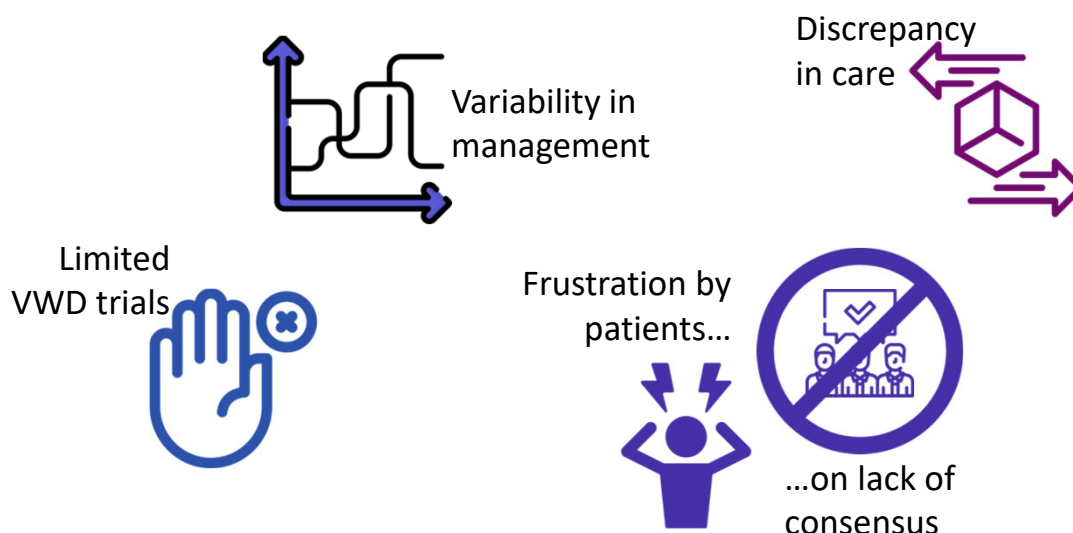 Discrepancy
in care
Variability in
management
Limited
VWD trials
Frustration by
patients…
…on lack of
consensus